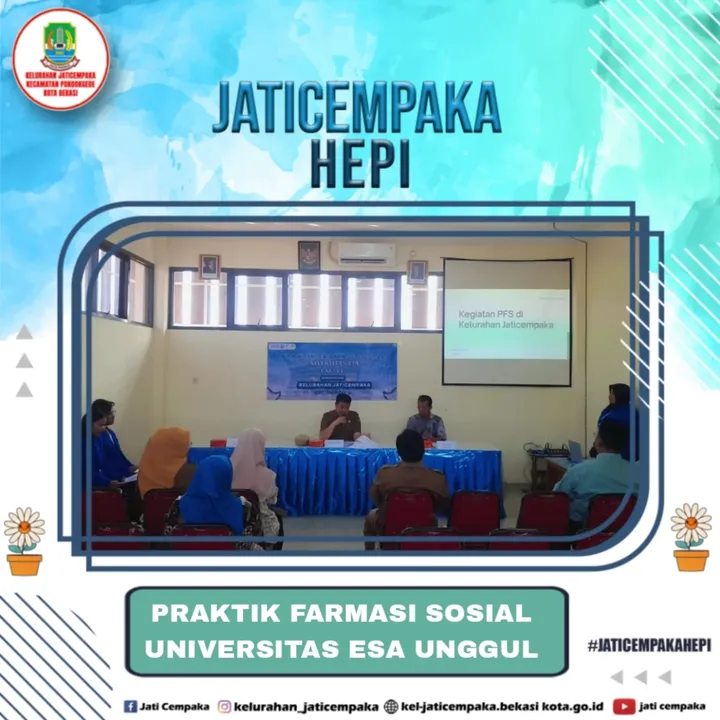 KELURAHAN JATICEMPAKA
KECAMATAN PONDOKGEDE
KOTA BEKASI
JATICEMPAKA
HEPI
Kegiatan PFS di
Kelurahan Jaticempaka
KELURAHAN JATICEMPAKA
PRAKTIK FARMASI SOSIAL
UNIVERSITAS ESA UNGGUL
#JATICEMPAKAHEPI
Jati Cempaka kelurahan_jaticempaka kel-jaticempaka.bekasi kota.go.id jati cempaka